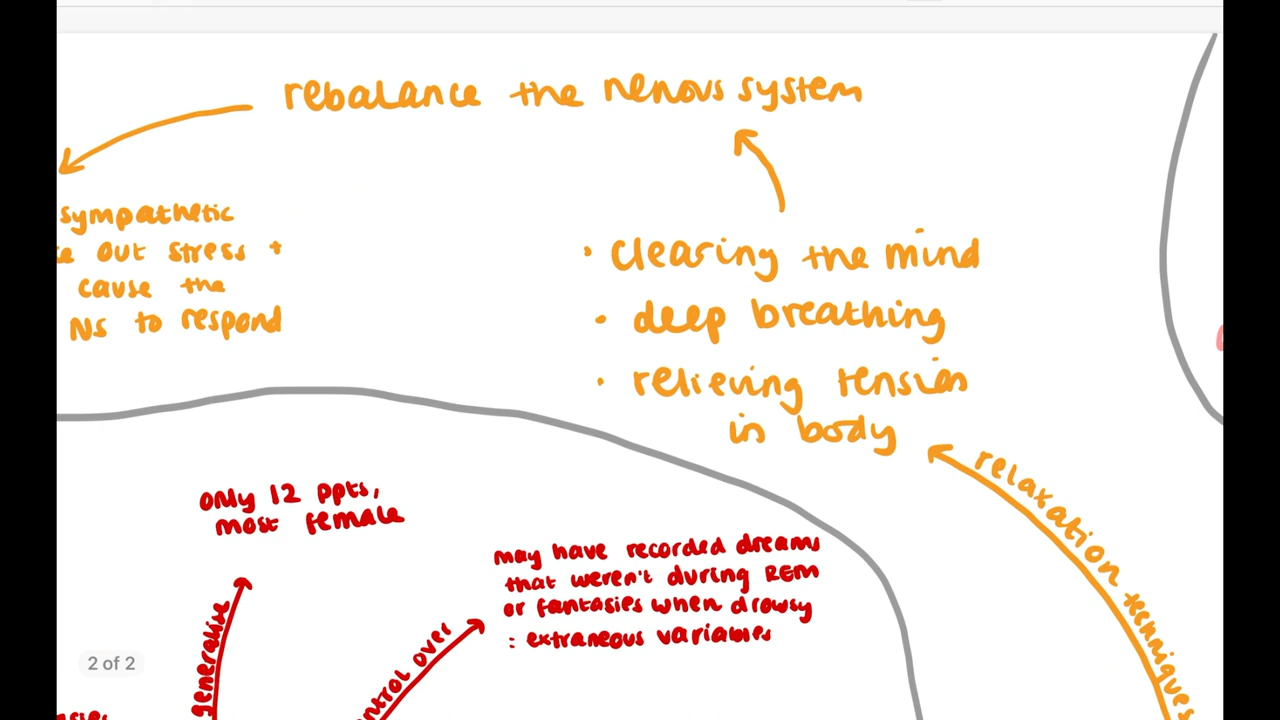 rebalance the nervous system
sympathetic
out stress +
cause the
NS to respond
• clearing the mind
• deep breathing
• relieving tension
in body
relaxation techniques
only 12 ppts,
most female
generalise
may have recorded dreams
that weren't during REM
or fantasies when drowsy
: extraneous variables
control over
2 of 2